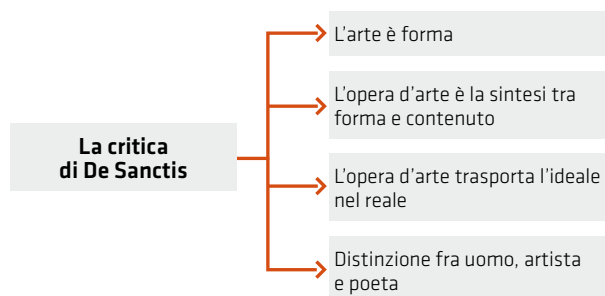 L'arte è forma
L'opera d'arte è la sintesi tra
forma e contenuto
La critica
di De Sanctis
L'opera d'arte trasporta l'ideale
nel reale
Distinzione fra uomo, artista
e poeta